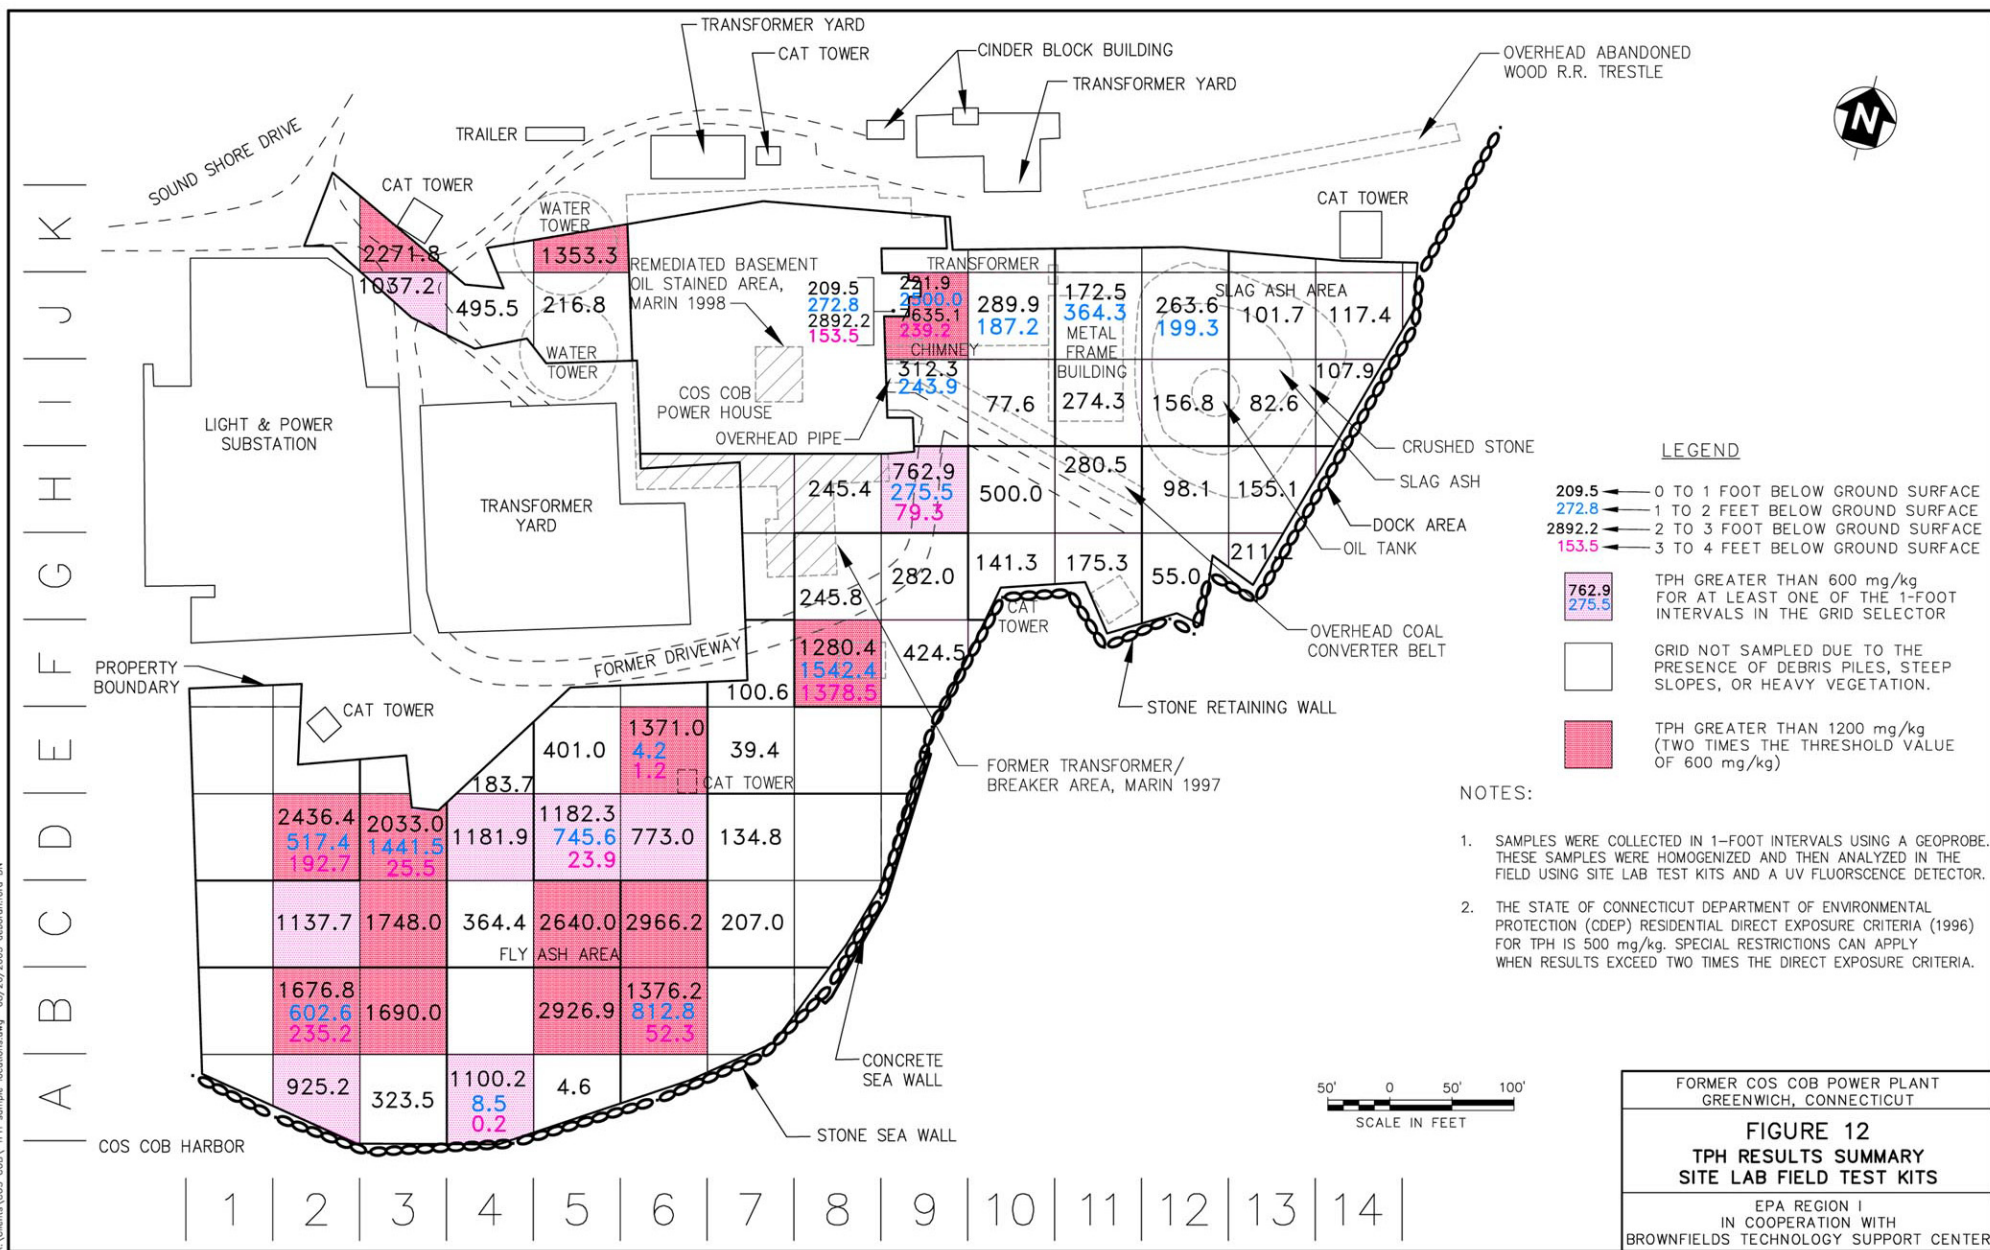 TRANSFORMER YARD
CAT TOWER
CINDER BLOCK BUILDING
TRANSFORMER YARD
OVERHEAD ABANDONED
WOOD R.R. TRESTLE
N
SOUND SHORE DRIVE
TRAILER
CAT TOWER
WATER
TOWER
CAT TOWER
K
2271.8
1353.3
REMEDIATED BASEMENT
OIL STAINED AREA,
MARIN 1998
TRANSFORMER
J
1037.2
495.5
216.8
209.5
272.8
2892.2
153.5
221.9
2500.0
7635.1
239.2
CHIMNEY
289.9
187.2
172.5
364.3
METAL
FRAME
BUILDING
263.6
199.3
SLAG ASH AREA
101.7
117.4
WATER
TOWER
I
LIGHT & POWER
SUBSTATION
COS COB
POWER HOUSE
OVERHEAD PIPE
312.3
243.9
77.6
274.3
156.8
82.6
107.9
CRUSHED STONE
SLAG ASH
DOCK AREA
OIL TANK
H
TRANSFORMER
YARD
245.4
762.9
275.5
79.3
500.0
280.5
98.1
155.1
G
245.8
282.0
141.3
175.3
55.0
CAT
TOWER
OVERHEAD COAL
CONVERTER BELT
F
PROPERTY
BOUNDARY
FORMER DRIVEWAY
100.6
1280.4
1542.4
1378.5
424.5
STONE RETAINING WALL
E
CAT TOWER
183.7
401.0
1371.0
4.2
1.2
CAT TOWER
39.4
FORMER TRANSFORMER/
BREAKER AREA, MARIN 1997
D
2436.4
517.4
192.7
2033.0
1441.5
25.5
1181.9
1182.3
745.6
23.9
773.0
134.8
C
1137.7
1748.0
364.4
2640.0
2966.2
207.0
FLY ASH AREA
B
1676.8
602.6
235.2
1690.0
2926.9
1376.2
812.8
52.3
CONCRETE
SEA WALL
A
925.2
323.5
1100.2
8.5
0.2
4.6
STONE SEA WALL
COS COB HARBOR
1 2 3 4 5 6 7 8 9 10 11 12 13 14
LEGEND
209.5 0 TO 1 FOOT BELOW GROUND SURFACE
272.8 1 TO 2 FEET BELOW GROUND SURFACE
2892.2 2 TO 3 FOOT BELOW GROUND SURFACE
153.5 3 TO 4 FEET BELOW GROUND SURFACE
762.9
275.5
TPH GREATER THAN 600 mg/kg
FOR AT LEAST ONE OF THE 1-FOOT
INTERVALS IN THE GRID SELECTOR
GRID NOT SAMPLED DUE TO THE
PRESENCE OF DEBRIS PILES, STEEP
SLOPES, OR HEAVY VEGETATION.
TPH GREATER THAN 1200 mg/kg
(TWO TIMES THE THRESHOLD VALUE
OF 600 mg/kg)
NOTES:
1. SAMPLES WERE COLLECTED IN 1-FOOT INTERVALS USING A GEOPROBE.
THESE SAMPLES WERE HOMOGENIZED AND THEN ANALYZED IN THE
FIELD USING SITE LAB TEST KITS AND A UV FLUORSCENCE DETECTOR.
2. THE STATE OF CONNECTICUT DEPARTMENT OF ENVIRONMENTAL
PROTECTION (CDEP) RESIDENTIAL DIRECT EXPOSURE CRITERIA (1996)
FOR TPH IS 500 mg/kg. SPECIAL RESTRICTIONS CAN APPLY
WHEN RESULTS EXCEED TWO TIMES THE DIRECT EXPOSURE CRITERIA.
50' 0 50' 100'
SCALE IN FEET
FORMER COS COB POWER PLANT
GREENWICH, CONNECTICUT
FIGURE 12
TPH RESULTS SUMMARY
SITE LAB FIELD TEST KITS
EPA REGION I
IN COOPERATION WITH
BROWNFIELDS TECHNOLOGY SUPPORT CENTER